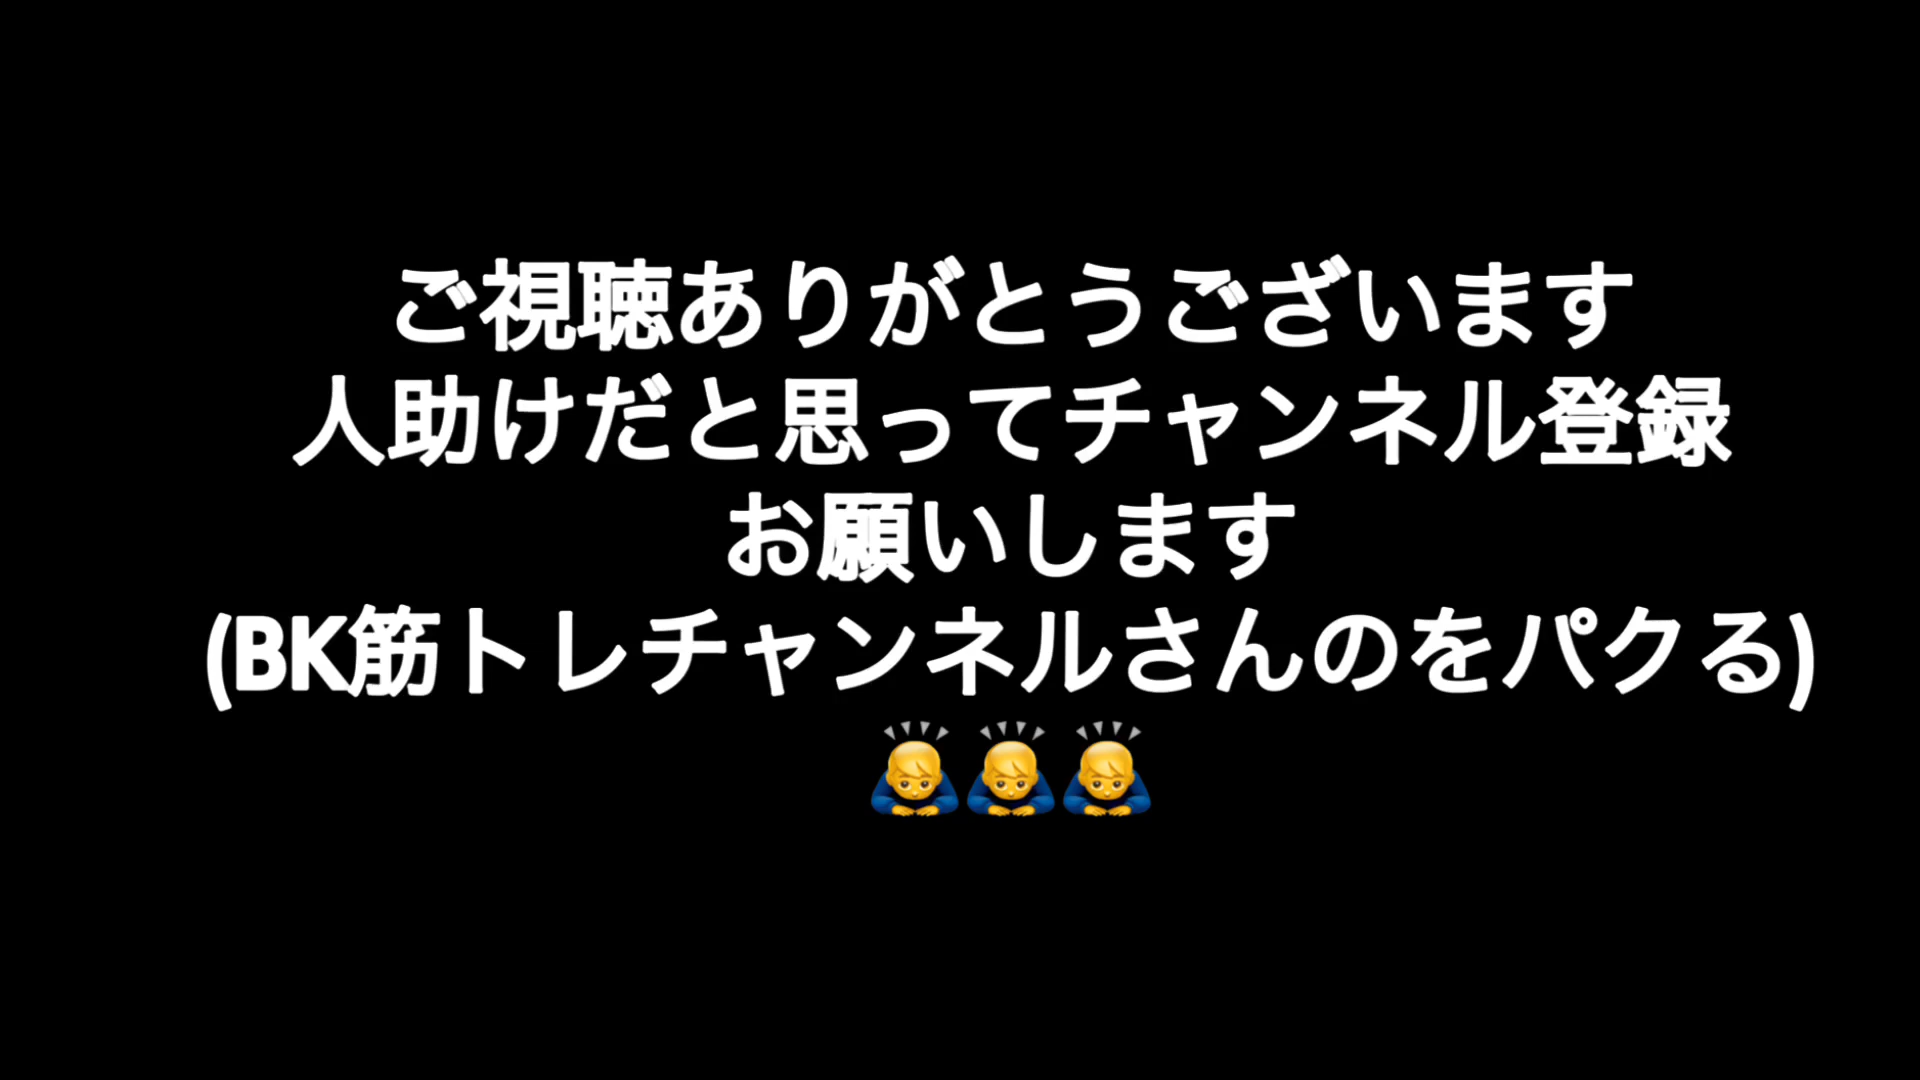 ご視聴ありがとうございます
人助けだと思ってチャンネル登録
お願いします
(BK筋トレチャンネルさんのをパクる)
🙇‍♂️🙇‍♂️🙇‍♂️